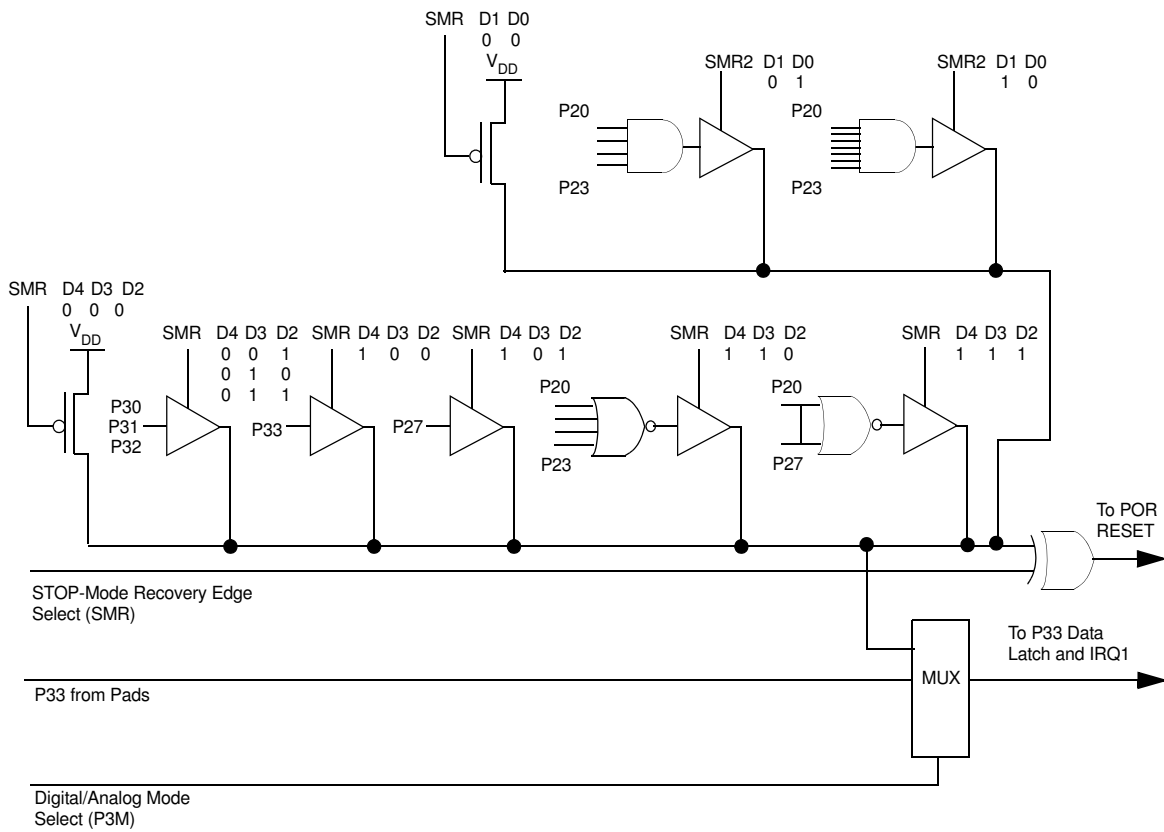 SMR D1 D0
0 0
VDD
SMR2 D1 D0
0 1
P20
P23
SMR2 D1 D0
1 0
P20
P23
SMR D4 D3 D2
0 0 0
VDD
P30
P31
P32
SMR D4 D3 D2
0 0 1
0 1 0
0 1 1
SMR D4 D3 D2
1 0 0
P33
SMR D4 D3 D2
1 0 1
P27
SMR D4 D3 D2
1 1 0
P20
P23
SMR D4 D3 D2
1 1 1
P20
P27
To POR
RESET
STOP-Mode Recovery Edge
Select (SMR)
To P33 Data
Latch and IRQ1
MUX
P33 from Pads
Digital/Analog Mode
Select (P3M)